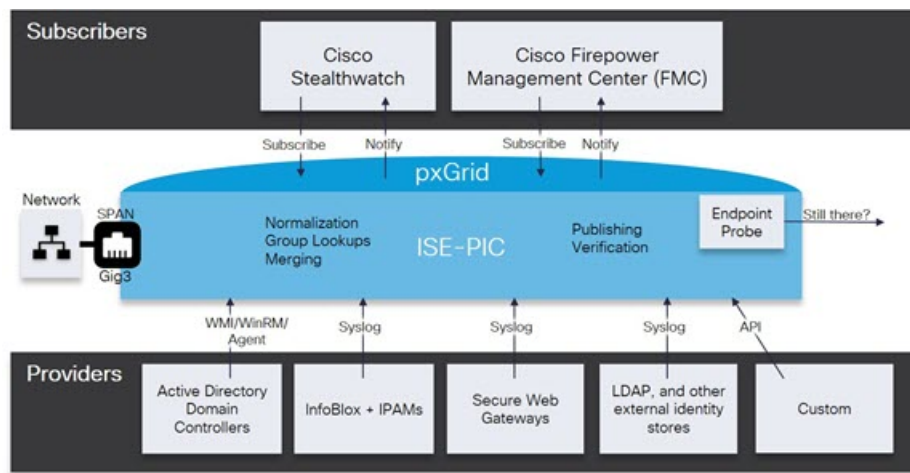 Subscribers
Cisco
Stealthwatch
Cisco Firepower
Management Center (FMC)
Subscribe
Notify
Subscribe
Notify
pxGrid
Network
SPAN
Gig3
Normalization
Group Lookups
Merging
ISE-PIC
Publishing
Verification
Endpoint
Probe
Still there?
WMI/WinRM/
Agent
Syslog
Syslog
Syslog
API
Providers
Active Directory
Domain
Controllers
InfoBlox + IPAMs
Secure Web
Gateways
LDAP, and other
external identity
stores
Custom